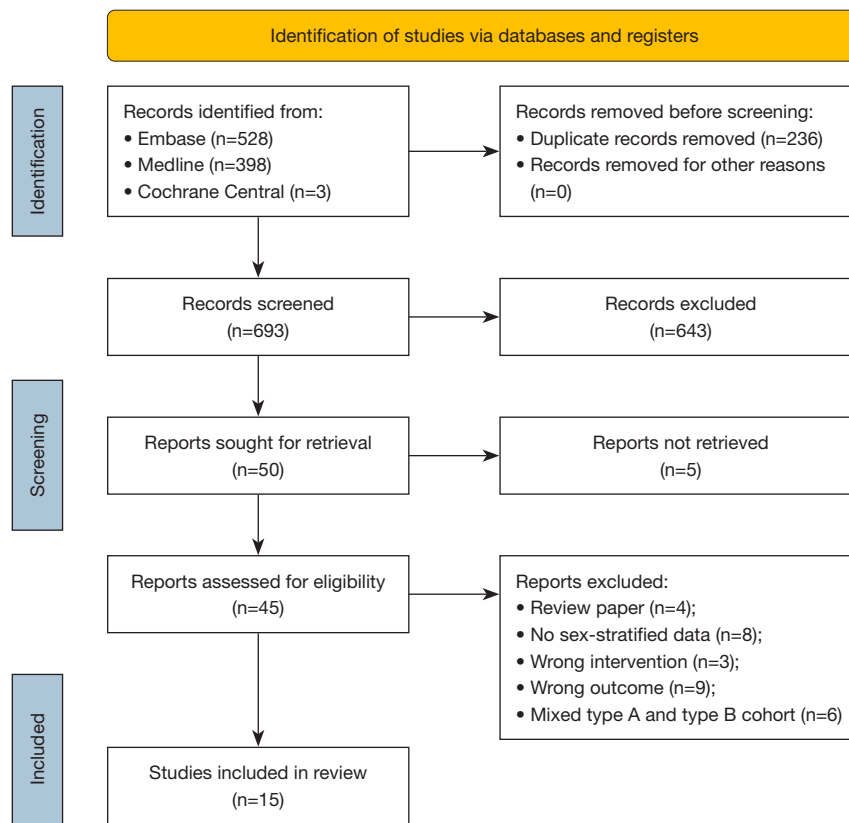 Identification of studies via databases and registers
Identification
Records identified from:
• Embase (n=528)
• Medline (n=398)
• Cochrane Central (n=3)
Records removed before screening:
• Duplicate records removed (n=236)
• Records removed for other reasons
(n=0)
Records screened
(n=693)
Records excluded
(n=643)
Screening
Reports sought for retrieval
(n=50)
Reports not retrieved
(n=5)
Reports assessed for eligibility
(n=45)
Reports excluded:
• Review paper (n=4);
• No sex-stratified data (n=8);
• Wrong intervention (n=3);
• Wrong outcome (n=9);
• Mixed type A and type B cohort (n=6)
Included
Studies included in review
(n=15)